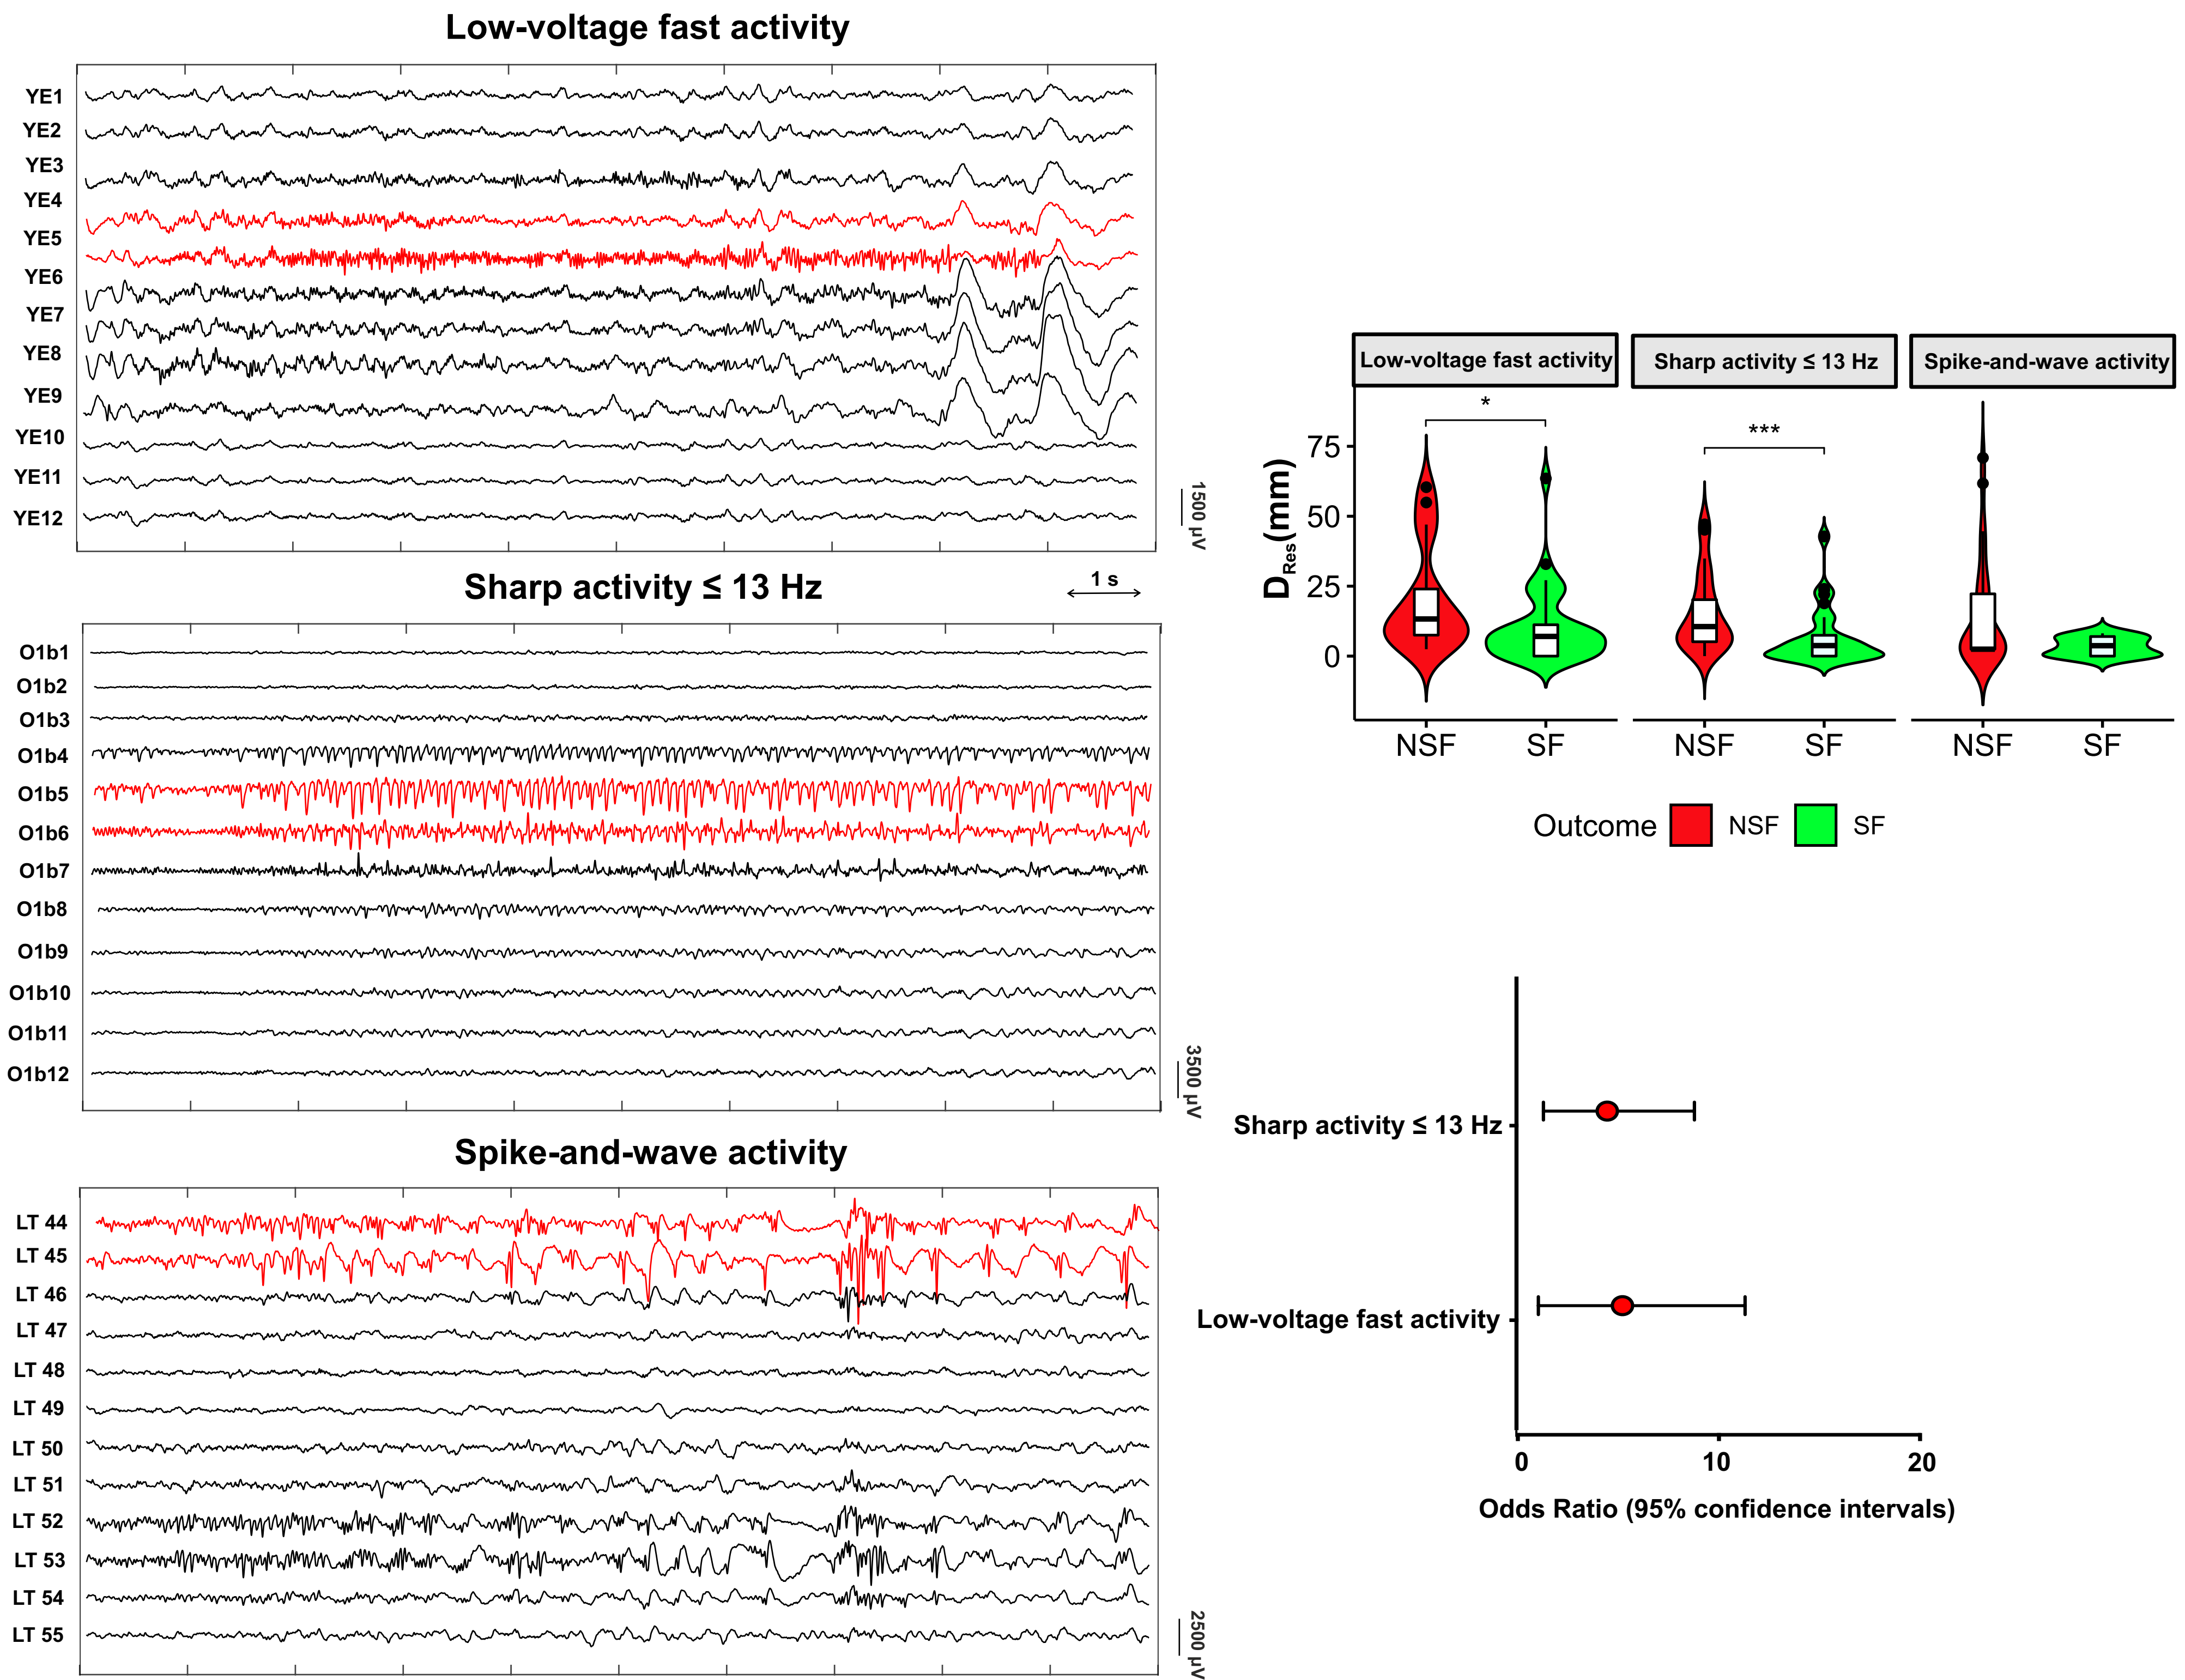 Low-voltage fast activity
YE1
YE2
YE3
YE4
YE5
YE6
YE7
YE8
YE9
YE10
YE11
YE12
1500 µV
Sharp activity ≤ 13 Hz
1 s
O1b1
O1b2
O1b3
O1b4
O1b5
O1b6
O1b7
O1b8
O1b9
O1b10
O1b11
O1b12
3500 µV
Spike-and-wave activity
LT 44
LT 45
LT 46
LT 47
LT 48
LT 49
LT 50
LT 51
LT 52
LT 53
LT 54
LT 55
2500 µV
Low-voltage fast activity Sharp activity ≤ 13 Hz Spike-and-wave activity
* ***
DRes(mm)
75
50
25
0
NSF SF NSF SF NSF SF
Outcome NSF SF
Sharp activity ≤ 13 Hz
Low-voltage fast activity
0 10 20
Odds Ratio (95% confidence intervals)